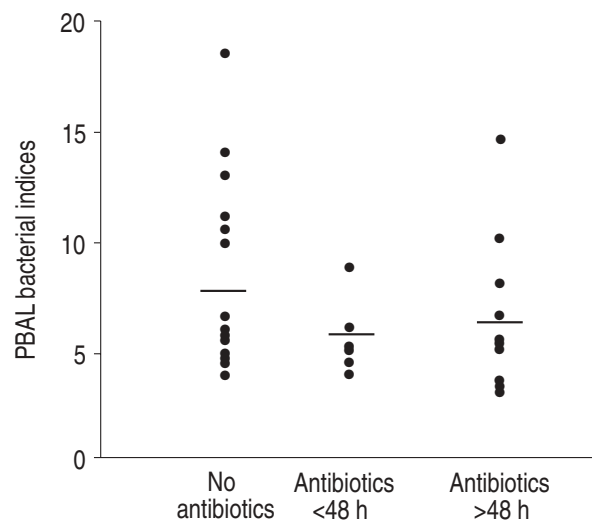 20
15
10
5
0
PBAL bacterial indices
No
antibiotics
Antibiotics
<48 h
Antibiotics
>48 h